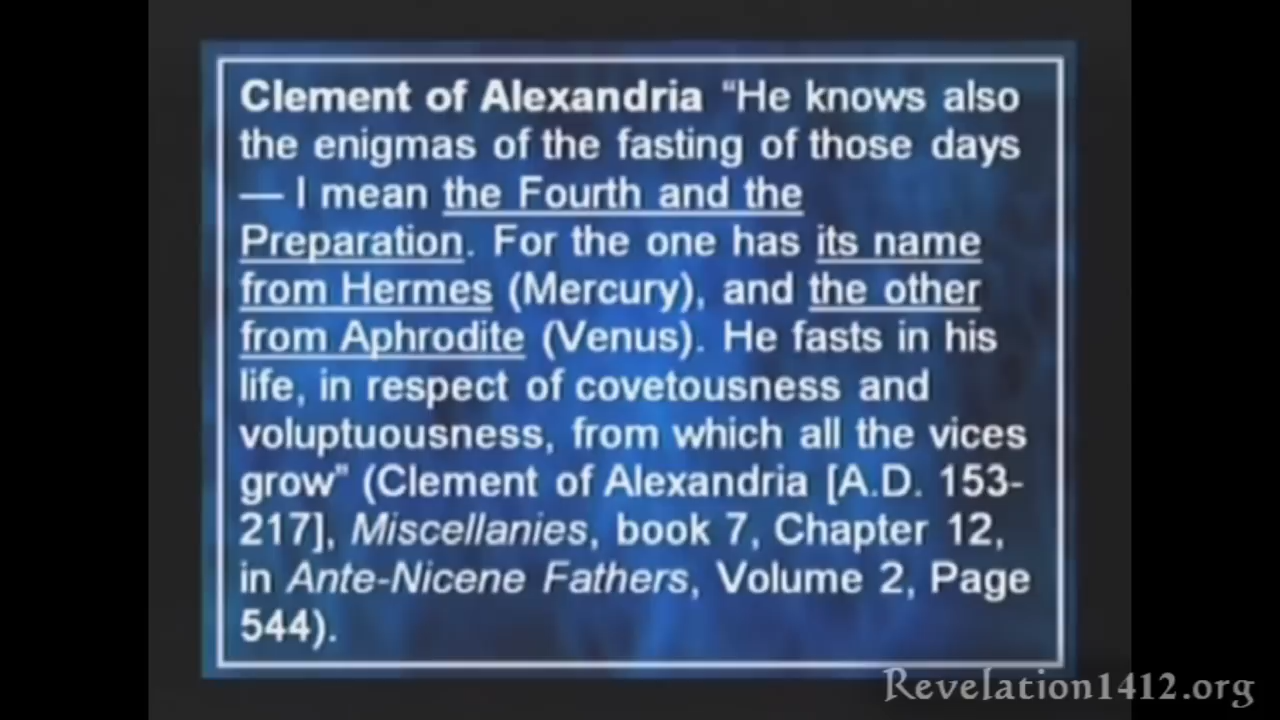 Clement of Alexandria “He knows also
the enigmas of the fasting of those days
— I mean the Fourth and the
Preparation. For the one has its name
from Hermes (Mercury), and the other
from Aphrodite (Venus). He fasts in his
life, in respect of covetousness and
voluptuousness, from which all the vices
grow” (Clement of Alexandria [A.D. 153-
217], Miscellanies, book 7, Chapter 12,
in Ante-Nicene Fathers, Volume 2, Page
544).
Revelation1412.org